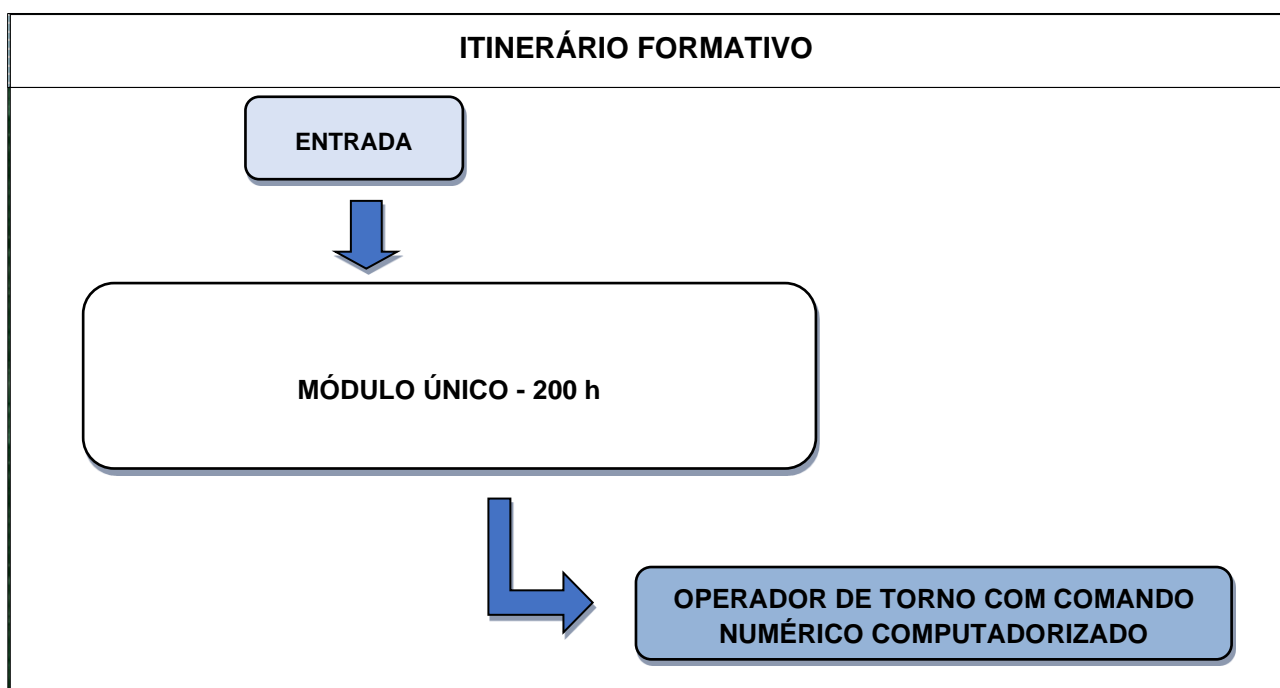 ITINERÁRIO FORMATIVO
ENTRADA
MÓDULO ÚNICO - 200 h
OPERADOR DE TORNO COM COMANDO
NUMÉRICO COMPUTADORIZADO